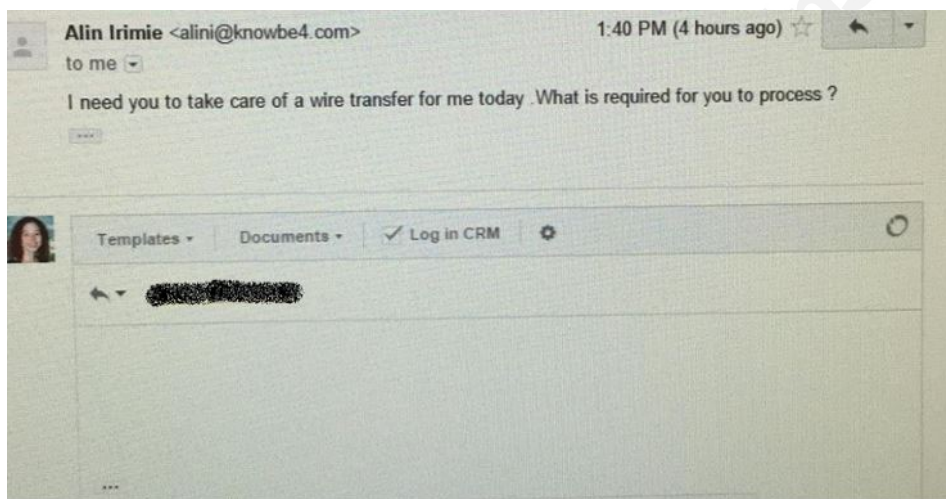 Alin Irimie <alini@knowbe4.com> 1:40 PM (4 hours ago)
to me
I need you to take care of a wire transfer for me today .What is required for you to process ?
...
Templates Documents Log in CRM
...